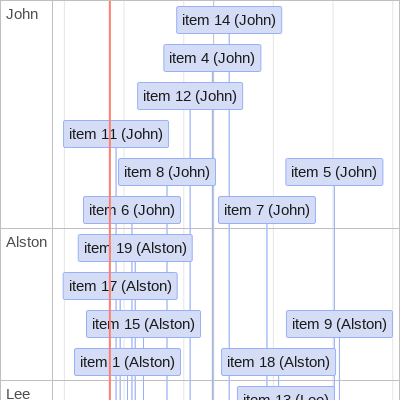 John
item 14 (John)
item 4 (John)
item 12 (John)
item 11 (John)
item 8 (John)
item 5 (John)
item 6 (John)
item 7 (John)
Alston
item 19 (Alston)
item 17 (Alston)
item 15 (Alston)
item 9 (Alston)
item 1 (Alston)
item 18 (Alston)
Lee
item 13 (Lee)